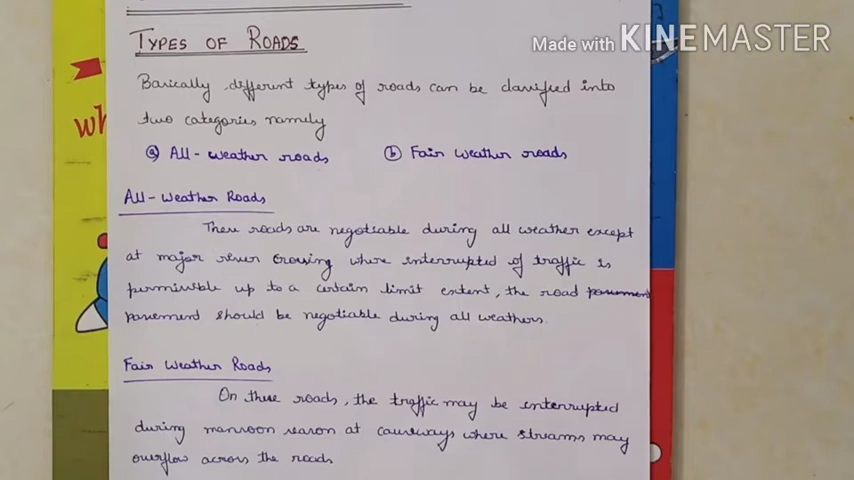 Made with KINEMASTER
TYPES OF ROADS
Basically, different types of roads can be classified into
two categories namely
(a) All-weather roads (b) Fair weather roads
All-Weather Roads
These roads are negotiable during all weather except
at major river crossing where interrupted of traffic is
permissible up to a certain limit extent, the road pavement
pavement should be negotiable during all weathers.
Fair Weather Roads
On these roads, the traffic may be interrupted
during monsoon season at causeways where streams may
overflow across the roads
wh